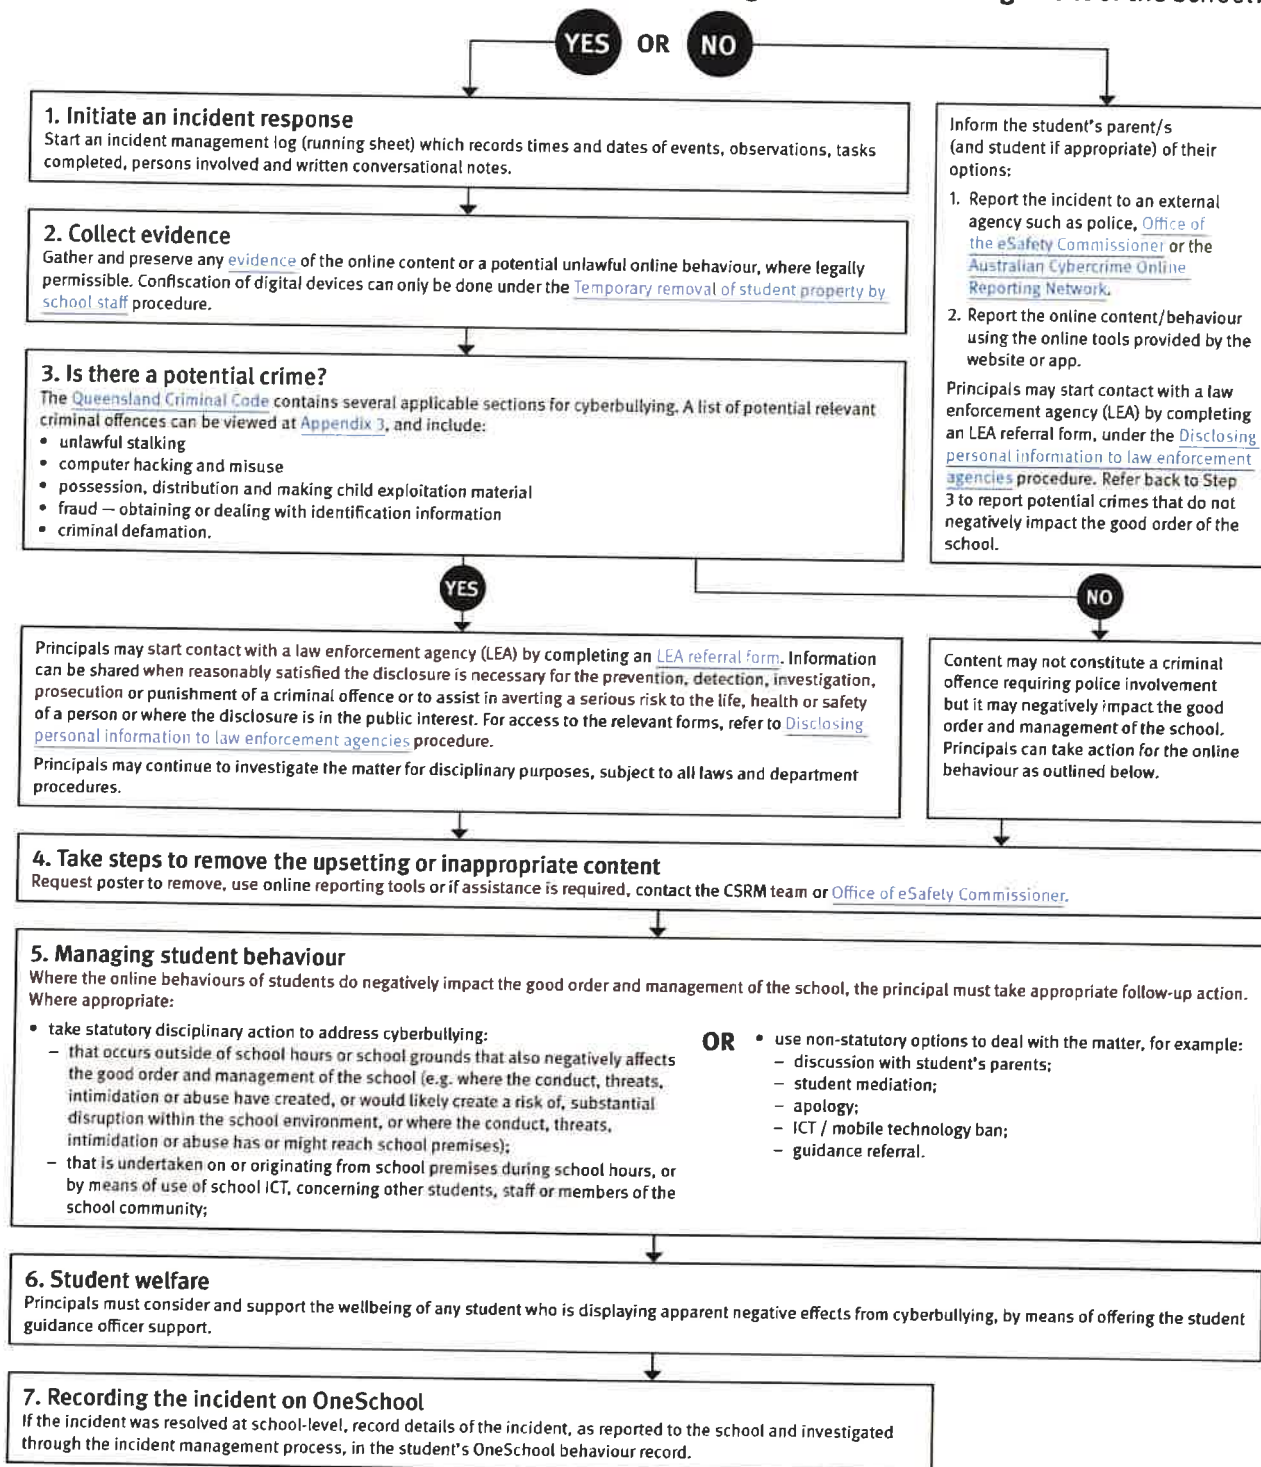 of the school?
YES OR NO
1. Initiate an incident response
Start an incident management log (running sheet) which records times and dates of events, observations, tasks
completed, persons involved and written conversational notes.
2. Collect evidence
Gather and preserve any evidence of the online content or a potential unlawful online behaviour, where legally
permissible. Confiscation of digital devices can only be done under the Temporary removal of student property by
school staff procedure.
3. Is there a potential crime?
The Queensland Criminal Code contains several applicable sections for cyberbullying. A list of potential relevant
criminal offences can be viewed at Appendix 3, and include:
• unlawful stalking
• computer hacking and misuse
• possession, distribution and making child exploitation material
• fraud – obtaining or dealing with identification information
• criminal defamation.
Inform the student's parent/s
(and student if appropriate) of their
options:
1. Report the incident to an external
agency such as police, Office of
the eSafety Commissioner or the
Australian Cybercrime Online
Reporting Network.
2. Report the online content/behaviour
using the online tools provided by the
website or app.
Principals may start contact with a law
enforcement agency (LEA) by completing
an LEA referral form, under the Disclosing
personal information to law enforcement
agencies procedure. Refer back to Step
3 to report potential crimes that do not
negatively impact the good order of the
school.
YES
NO
Principals may start contact with a law enforcement agency (LEA) by completing an LEA referral form. Information
can be shared when reasonably satisfied the disclosure is necessary for the prevention, detection, investigation,
prosecution or punishment of a criminal offence or to assist in averting a serious risk to the life, health or safety
of a person or where the disclosure is in the public interest. For access to the relevant forms, refer to Disclosing
personal information to law enforcement agencies procedure.
Principals may continue to investigate the matter for disciplinary purposes, subject to all laws and department
procedures.
Content may not constitute a criminal
offence requiring police involvement
but it may negatively impact the good
order and management of the school.
Principals can take action for the online
behaviour as outlined below.
4. Take steps to remove the upsetting or inappropriate content
Request poster to remove, use online reporting tools or if assistance is required, contact the CSRM team or Office of eSafety Commissioner.
5. Managing student behaviour
Where the online behaviours of students do negatively impact the good order and management of the school, the principal must take appropriate follow-up action.
Where appropriate:
• take statutory disciplinary action to address cyberbullying:
– that occurs outside of school hours or school grounds that also negatively affects
the good order and management of the school (e.g. where the conduct, threats,
intimidation or abuse have created, or would likely create a risk of, substantial
disruption within the school environment, or where the conduct, threats,
intimidation or abuse has or might reach school premises);
– that is undertaken on or originating from school premises during school hours, or
by means of use of school ICT, concerning other students, staff or members of the
school community;
OR
• use non-statutory options to deal with the matter, for example:
– discussion with student's parents;
– student mediation;
– apology;
– ICT / mobile technology ban;
– guidance referral.
6. Student welfare
Principals must consider and support the wellbeing of any student who is displaying apparent negative effects from cyberbullying, by means of offering the student
guidance officer support.
7. Recording the incident on OneSchool
If the incident was resolved at school-level, record details of the incident, as reported to the school and investigated
through the incident management process, in the student's OneSchool behaviour record.